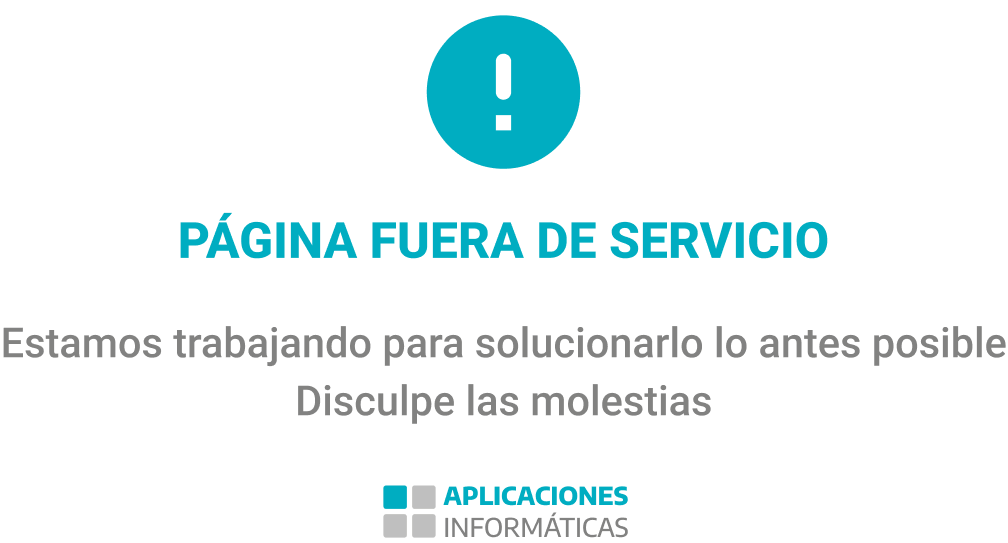 PÁGINA FUERA DE SERVICIO
Estamos trabajando para solucionarlo lo antes posible
Disculpe las molestias
APLICACIONES
INFORMÁTICAS